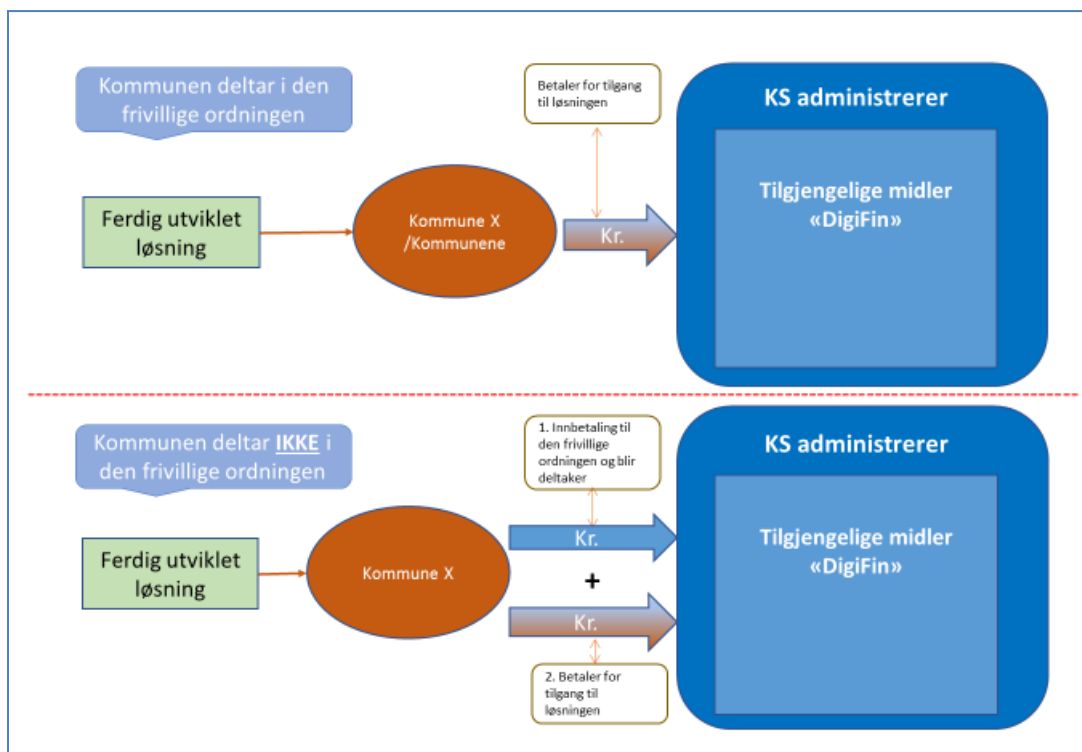 Kommunen deltar i den
frivillige ordningen
Betaler for tilgang
til løsningen
KS administrerer
Tilgjengelige midler
«DigiFin»
Ferdig utviklet
løsning
Kommune X
/Kommunene
Kr.
Kommunen deltar IKKE i
den frivillige ordningen
1. Innbetaling til
den frivillige
ordningen og blir
deltaker
KS administrerer
Tilgjengelige midler
«DigiFin»
Ferdig utviklet
løsning
Kommune X
Kr.
+
Kr.
2. Betaler for
tilgang til
løsningen